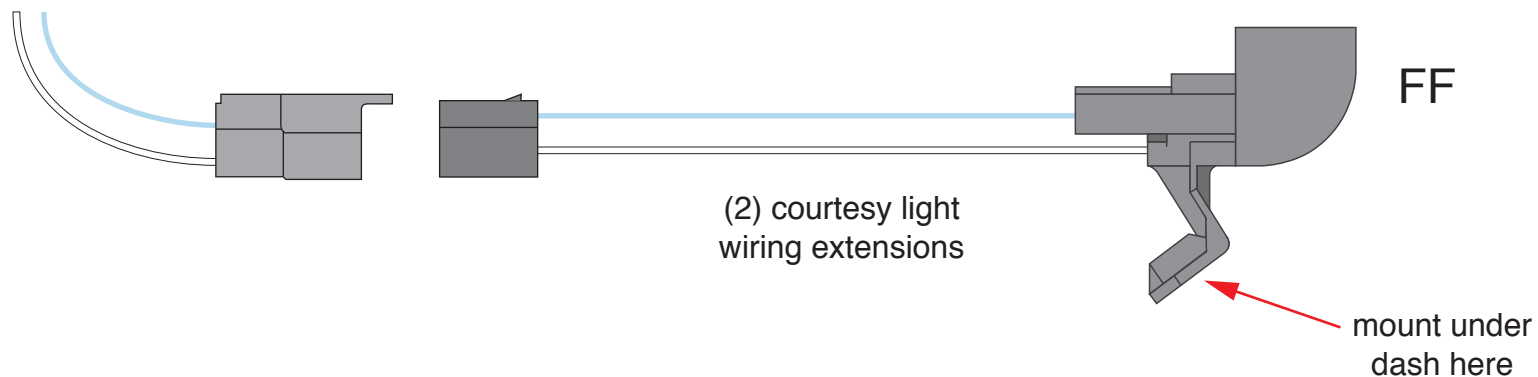 FF
(2) courtesy light
wiring extensions
mount under
dash here